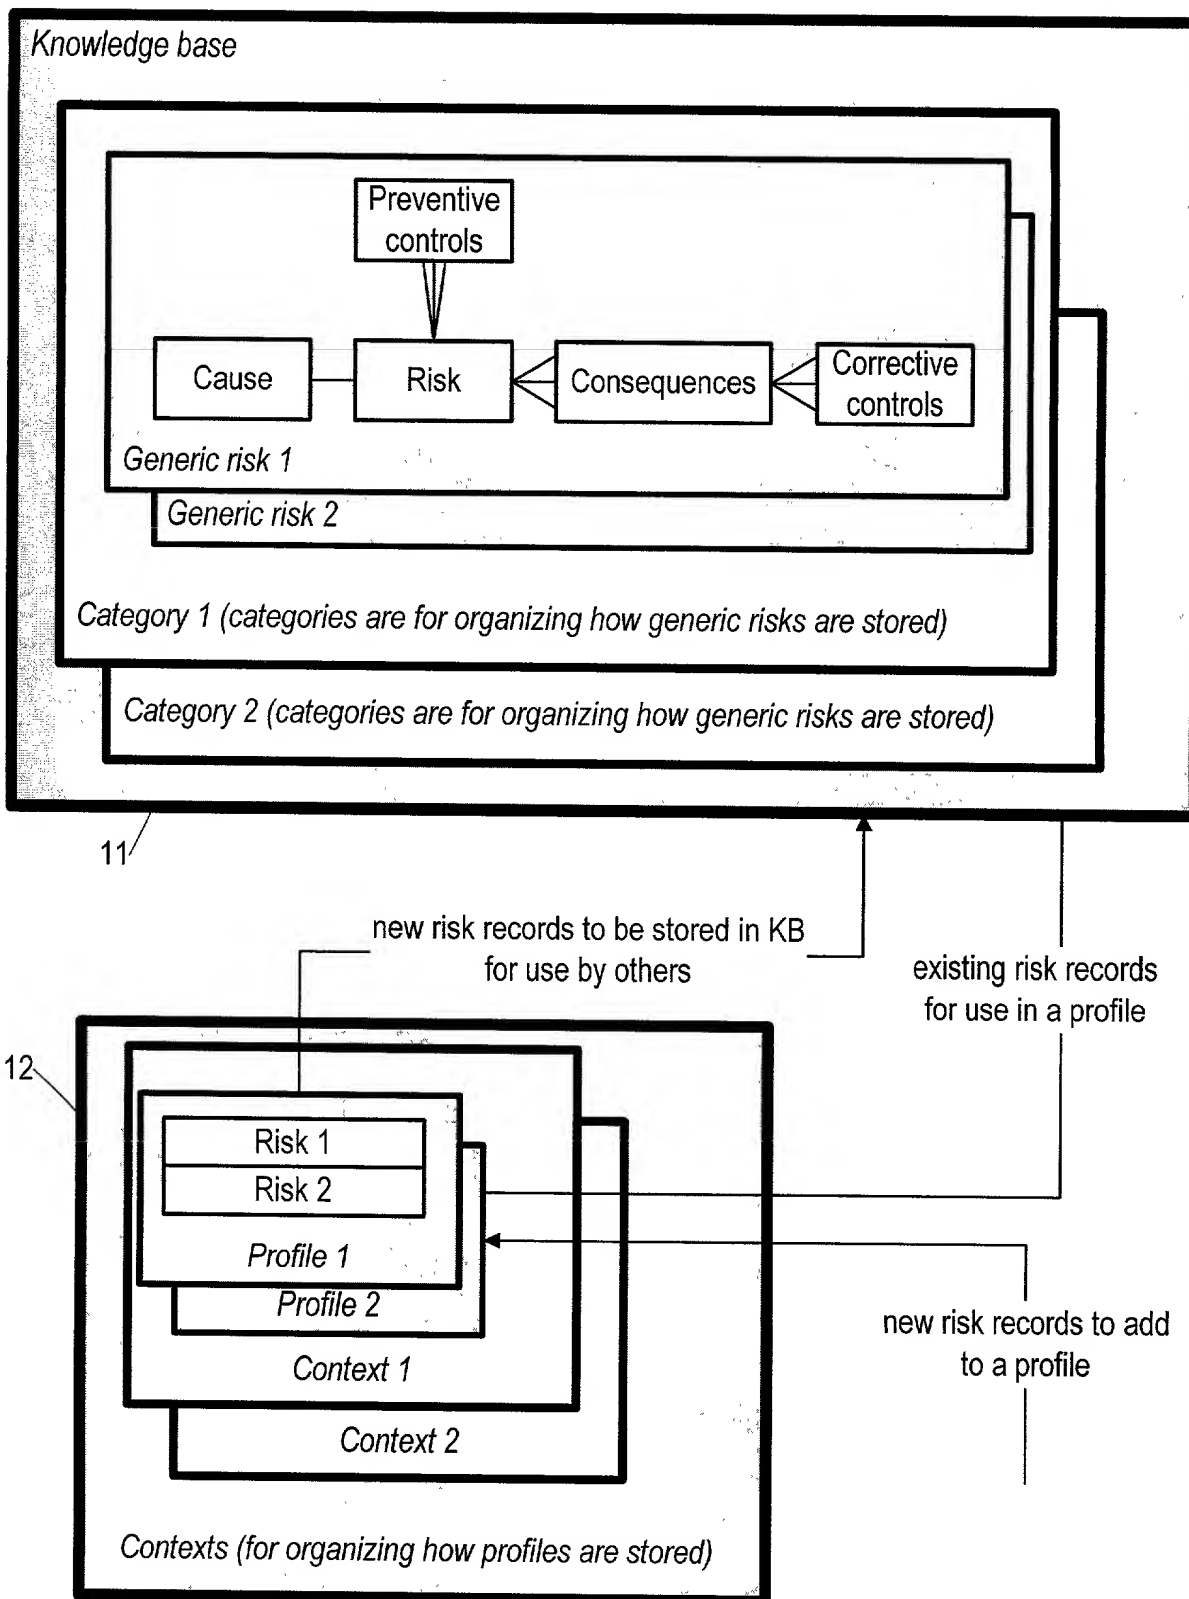 Knowledge base
Preventive
controls
Cause
Risk
Consequences
Corrective
controls
Generic risk 1
Generic risk 2
Category 1 (categories are for organizing how generic risks are stored)
Category 2 (categories are for organizing how generic risks are stored)
11
new risk records to be stored in KB
for use by others
existing risk records
for use in a profile
12
Risk 1
Risk 2
Profile 1
Profile 2
Context 1
Context 2
new risk records to add
to a profile
Contexts (for organizing how profiles are stored)